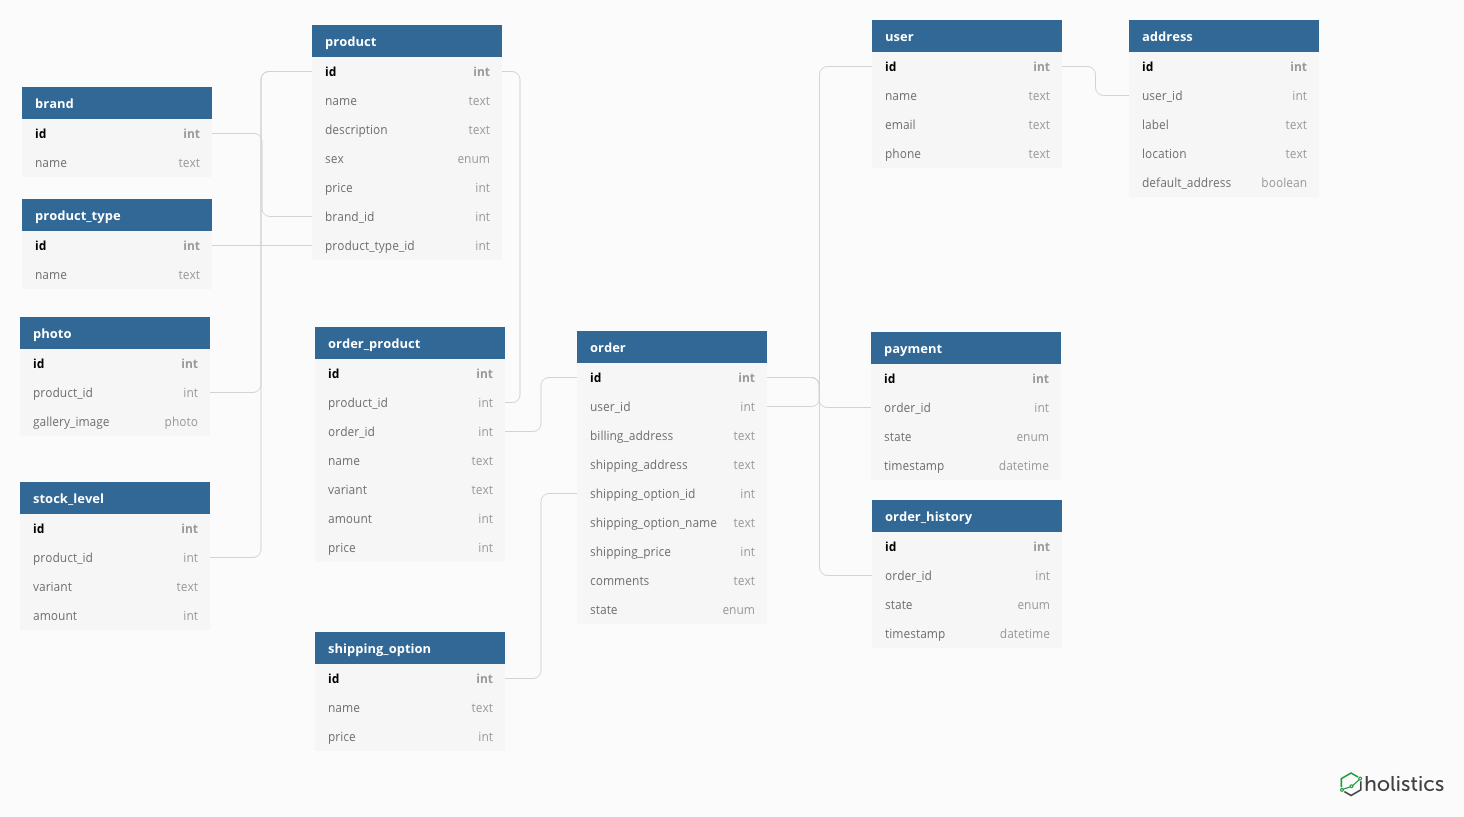 product
id int
name text
description text
sex enum
price int
brand_id int
product_type_id int
brand
id int
name text
product_type
id int
name text
photo
id int
product_id int
gallery_image photo
stock_level
id int
product_id int
variant text
amount int
order_product
id int
product_id int
order_id int
name text
variant text
amount int
price int
shipping_option
id int
name text
price int
order
id int
user_id int
billing_address text
shipping_address text
shipping_option_id int
shipping_option_name text
shipping_price int
comments text
state enum
user
id int
name text
email text
phone text
address
id int
user_id int
label text
location text
default_address boolean
payment
id int
order_id int
state enum
timestamp datetime
order_history
id int
order_id int
state enum
timestamp datetime
holistics